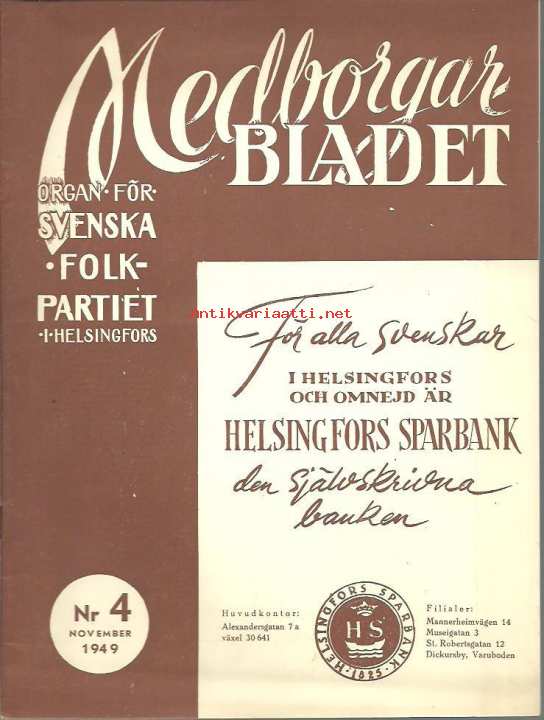 Medborgar-
BLADET
ORGAN·FÖR·
SVENSKA
·FOLK-
PARTIET
·I·HELSINGFORS
antikvariaatti.net
För alla svenskar
I HELSINGFORS
OCH OMNEJD ÄR
HELSINGFORS SPARBANK
den självskrivna
banken
Nr 4
NOVEMBER
1949
Huvudkontor:
Alexandersgatan 7 a
växel 30 641
HELSINGFORS SPARBANK
·1825·
HS
Filialer:
Mannerheimvägen 14
Museigatan 3
St. Robertsgatan 12
Dickursby, Varuboden